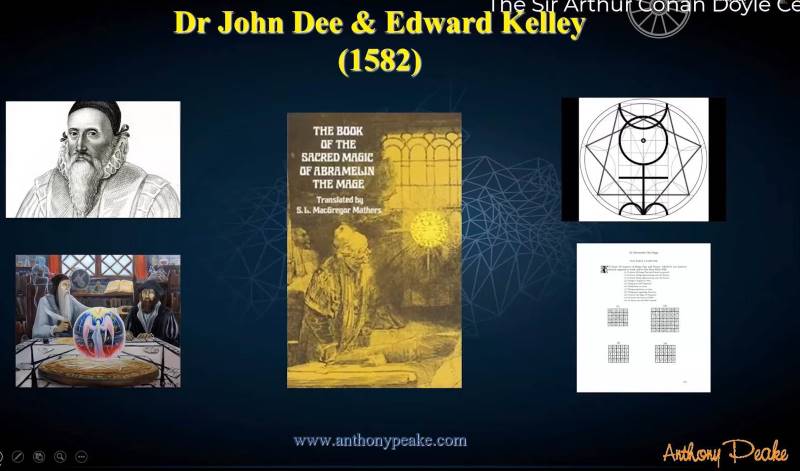 The Sir Arthur Conan Doyle Ce
Dr John Dee & Edward Kelley
(1582)
THE BOOK
OF THE
SACRED MAGIC
OF ABRAMELIN
THE MAGE
Translated by
S. L. MacGregor Mathers
www.anthonypeake.com
Anthony Peake